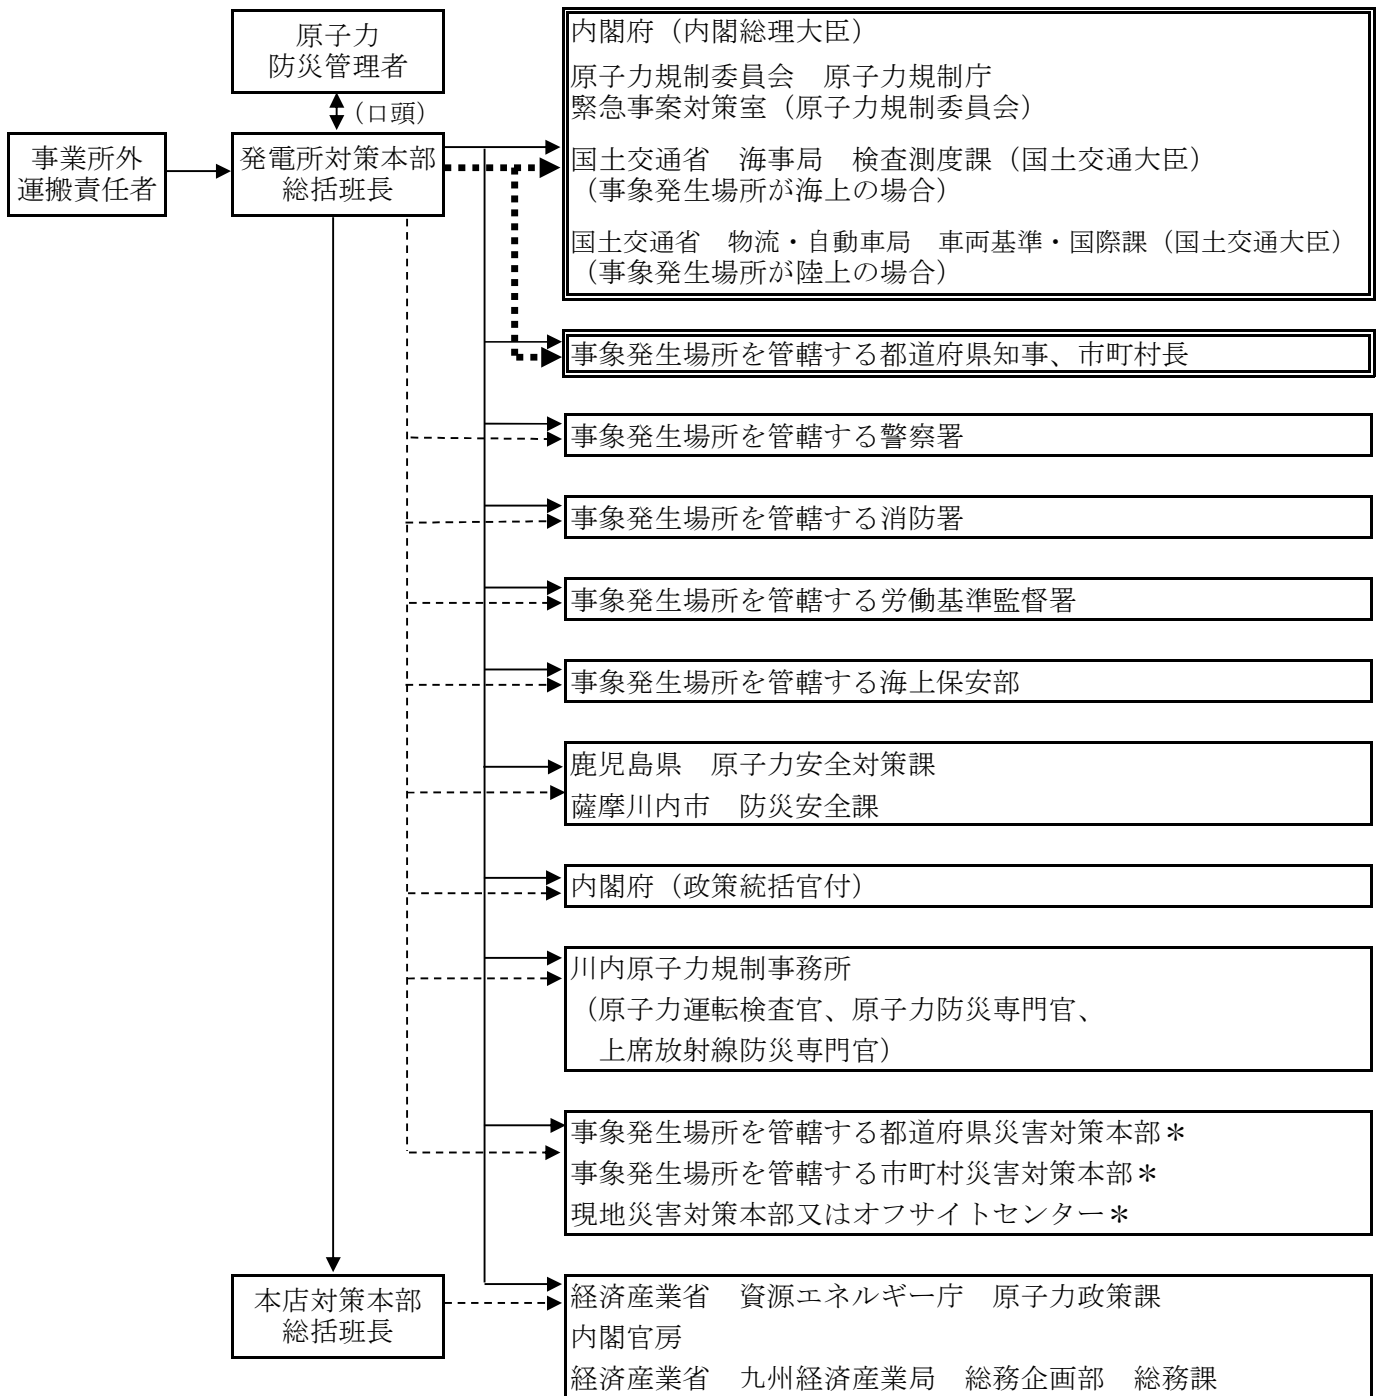 原子力
防災管理者
（口頭）
事業所外
運搬責任者
発電所対策本部
総括班長
内閣府（内閣総理大臣）
原子力規制委員会　原子力規制庁
緊急事案対策室（原子力規制委員会）
国土交通省　海事局　検査測度課（国土交通大臣）
（事象発生場所が海上の場合）
国土交通省　物流・自動車局　車両基準・国際課（国土交通大臣）
（事象発生場所が陸上の場合）
事象発生場所を管轄する都道府県知事、市町村長
事象発生場所を管轄する警察署
事象発生場所を管轄する消防署
事象発生場所を管轄する労働基準監督署
事象発生場所を管轄する海上保安部
鹿児島県　原子力安全対策課
薩摩川内市　防災安全課
内閣府（政策統括官付）
川内原子力規制事務所
（原子力運転検査官、原子力防災専門官、
上席放射線防災専門官）
事象発生場所を管轄する都道府県災害対策本部＊
事象発生場所を管轄する市町村災害対策本部＊
現地災害対策本部又はオフサイトセンター＊
本店対策本部
総括班長
経済産業省　資源エネルギー庁　原子力政策課
内閣官房
経済産業省　九州経済産業局　総務企画部　総務課